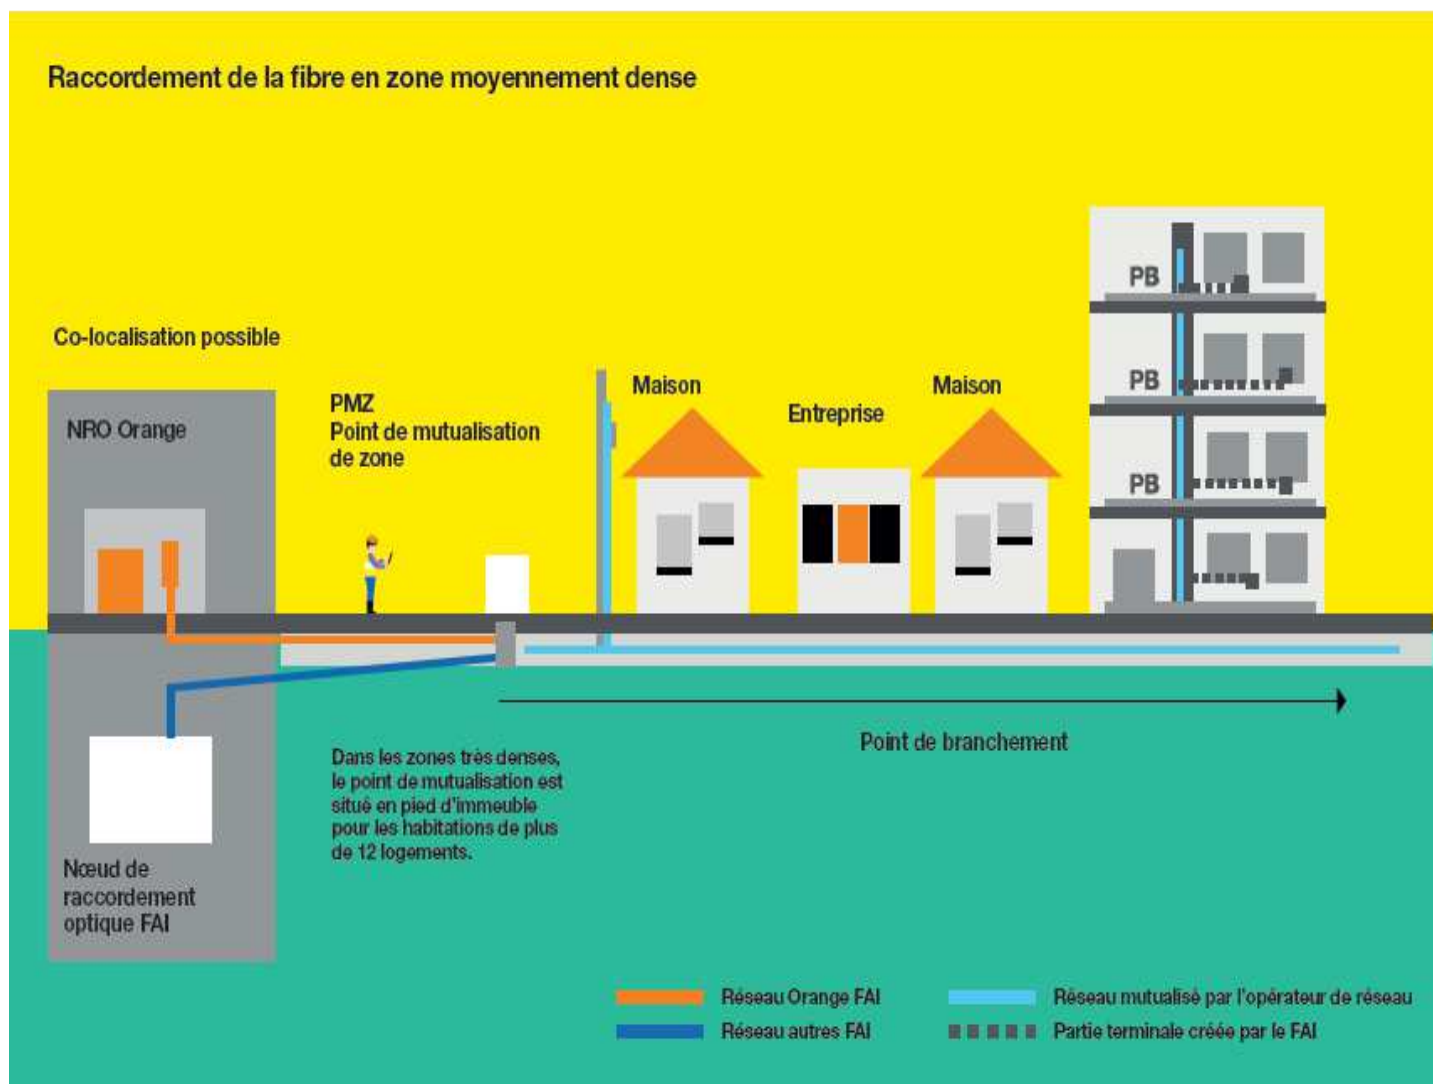 Raccordement de la fibre en zone moyennement dense
Co-localisation possible
NRO Orange
PMZ
Point de mutualisation
de zone
Maison
Entreprise
Maison
PB
PB
PB
Point de branchement
Dans les zones très denses,
le point de mutualisation est
situé en pied d'immeuble
pour les habitations de plus
de 12 logements.
Nœud de
raccordement
optique FAI
Réseau Orange FAI
Réseau autres FAI
Réseau mutualisé par l'opérateur de réseau
Partie terminale créée par le FAI